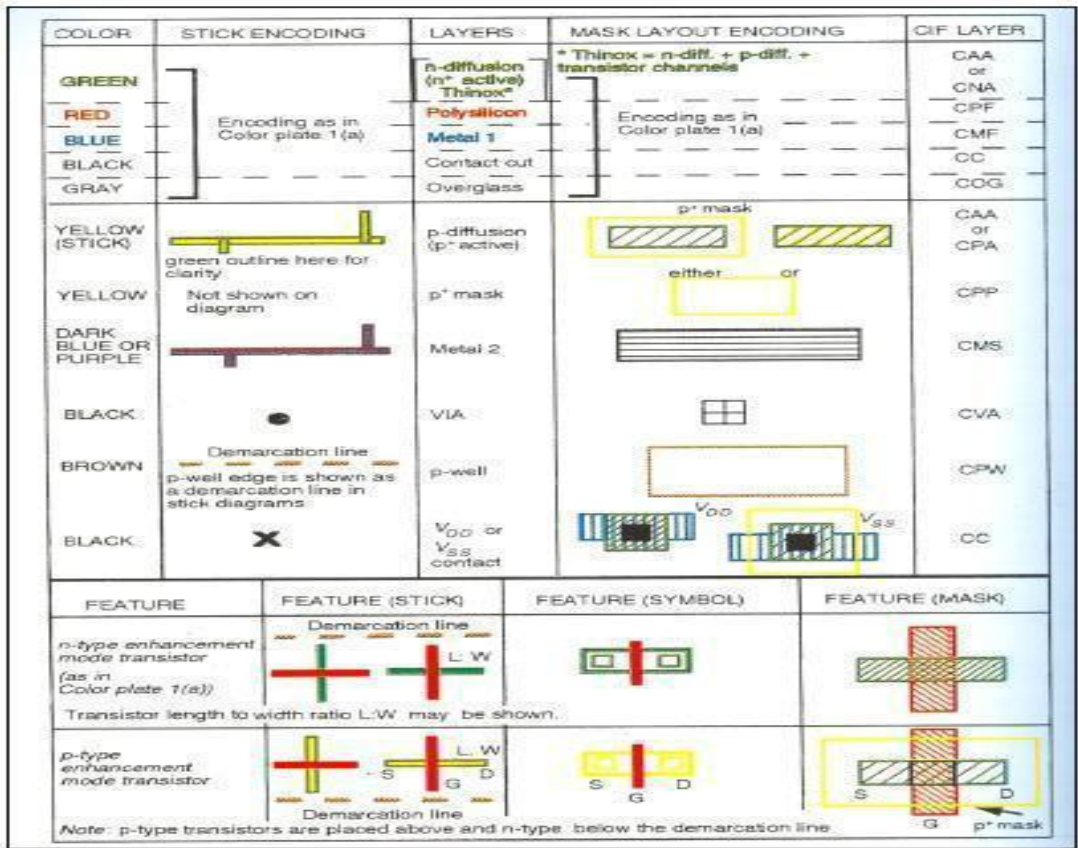 COLOR STICK ENCODING LAYERS MASK LAYOUT ENCODING CIF LAYER
GREEN
n-diffusion
(n⁺ active)
Thinox*
* Thinox = n-diff. + p-diff. +
transistor channels
CAA
or
CNA
RED
Polysilicon
CPF
Encoding as in
Color plate 1(a)
Encoding as in
Color plate 1(a)
BLUE
Metal 1
CMF
BLACK
Contact cut
CC
GRAY
Overglass
COG
YELLOW
(STICK)
green outline here for
clarity
p-diffusion
(p⁺ active)
p⁺ mask
either or
CAA
or
CPA
YELLOW
Not shown on
diagram
p⁺ mask
CPP
DARK
BLUE OR
PURPLE
Metal 2
CMS
BLACK
VIA
CVA
BROWN
Demarcation line
p-well edge is shown as
a demarcation line in
stick diagrams
p-well
CPW
BLACK
V_DD or
V_SS
contact
V_DD
V_SS
CC
FEATURE FEATURE (STICK) FEATURE (SYMBOL) FEATURE (MASK)
n-type enhancement
mode transistor
(as in
Color plate 1(a))
Demarcation line
L: W
Transistor length to width ratio L:W may be shown.
p-type
enhancement
mode transistor
L: W
S D
G
Demarcation line
S D
G
S D
G
p⁺ mask
Note: p-type transistors are placed above and n-type below the demarcation line